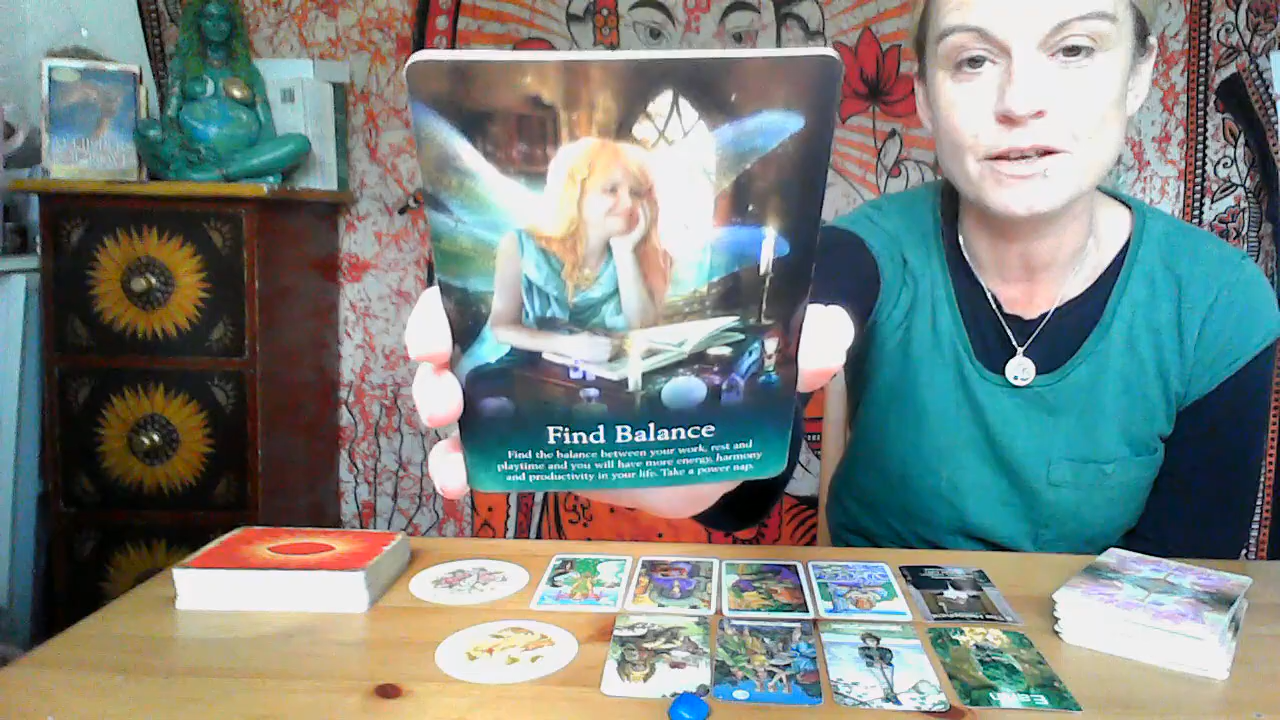 Find Balance
Find the balance between your work, rest and
playtime and you will have more energy, harmony
and productivity in your life. Take a power nap.
Earth